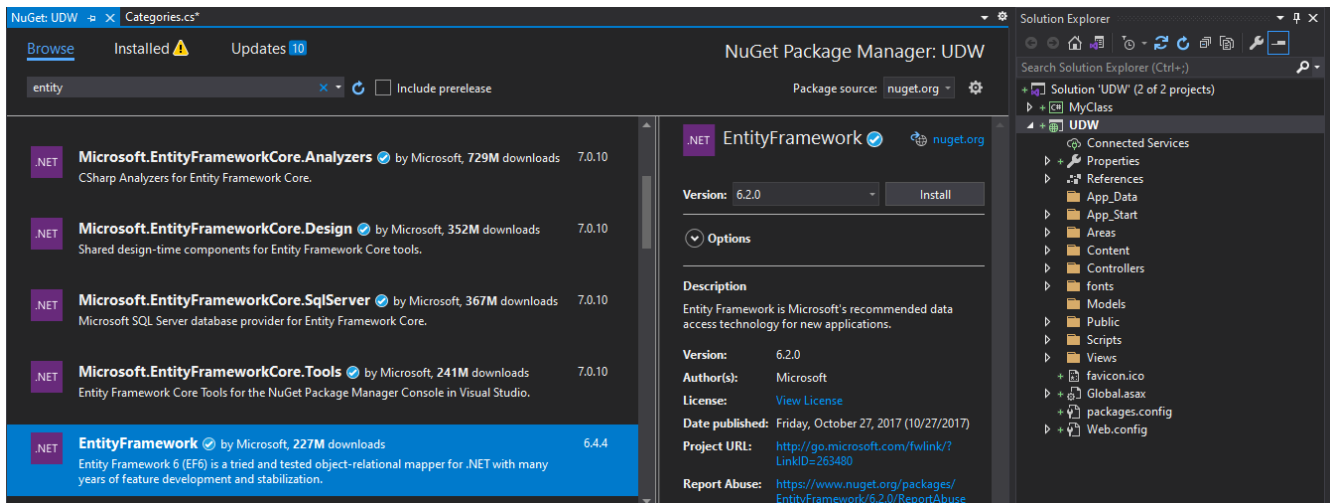 NuGet: UDW
Categories.cs*
Browse Installed Updates 10
NuGet Package Manager: UDW
entity
Include prerelease
Package source: nuget.org
.NET
Microsoft.EntityFrameworkCore.Analyzers by Microsoft, 729M downloads 7.0.10
CSharp Analyzers for Entity Framework Core.
.NET
Microsoft.EntityFrameworkCore.Design by Microsoft, 352M downloads 7.0.10
Shared design-time components for Entity Framework Core tools.
.NET
Microsoft.EntityFrameworkCore.SqlServer by Microsoft, 367M downloads 7.0.10
Microsoft SQL Server database provider for Entity Framework Core.
.NET
Microsoft.EntityFrameworkCore.Tools by Microsoft, 241M downloads 7.0.10
Entity Framework Core Tools for the NuGet Package Manager Console in Visual Studio.
.NET
EntityFramework by Microsoft, 227M downloads 6.4.4
Entity Framework 6 (EF6) is a tried and tested object-relational mapper for .NET with many
years of feature development and stabilization.
.NET
EntityFramework
nuget.org
Version: 6.2.0 Install
Options
Description
Entity Framework is Microsoft's recommended data
access technology for new applications.
Version: 6.2.0
Author(s): Microsoft
License: View License
Date published: Friday, October 27, 2017 (10/27/2017)
Project URL: http://go.microsoft.com/fwlink/?
LinkID=263480
Report Abuse: https://www.nuget.org/packages/
EntityFramework/6.2.0/ReportAbuse
Solution Explorer
Search Solution Explorer (Ctrl+;)
Solution 'UDW' (2 of 2 projects)
C# MyClass
UDW
Connected Services
Properties
References
App_Data
App_Start
Areas
Content
Controllers
fonts
Models
Public
Scripts
Views
favicon.ico
Global.asax
packages.config
Web.config